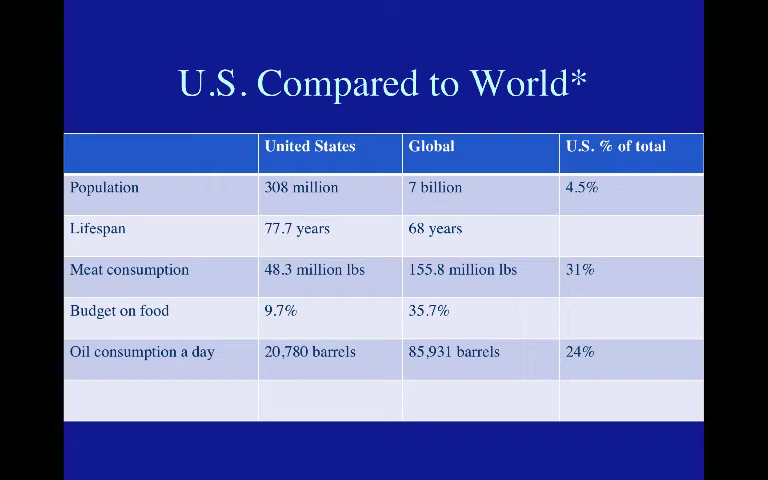 U.S. Compared to World*
United States Global U.S. % of total
Population 308 million 7 billion 4.5%
Lifespan 77.7 years 68 years
Meat consumption 48.3 million lbs 155.8 million lbs 31%
Budget on food 9.7% 35.7%
Oil consumption a day 20,780 barrels 85,931 barrels 24%